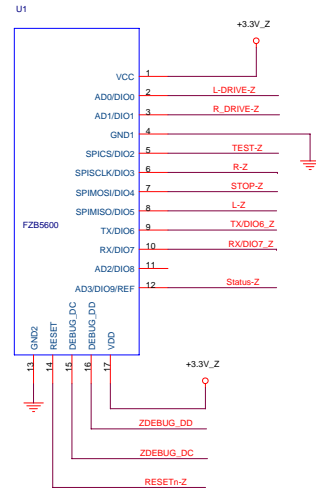 U1
+3.3V_Z
VCC 1
AD0/DIO0 2 L-DRIVE-Z
AD1/DIO1 3 R_DRIVE-Z
GND1 4
SPICS/DIO2 5 TEST-Z
SPISCLK/DIO3 6 R-Z
SPIMOSI/DIO4 7 STOP-Z
SPIMISO/DIO5 8 L-Z
FZB5600
TX/DIO6 9 TX/DIO6_Z
RX/DIO7 10 RX/DIO7_Z
AD2/DIO8 11
AD3/DIO9/REF 12 Status-Z
GND2 RESET DEBUG_DC DEBUG_DD VDD
13 14 15 16 17
+3.3V_Z
ZDEBUG_DD
ZDEBUG_DC
RESETn-Z